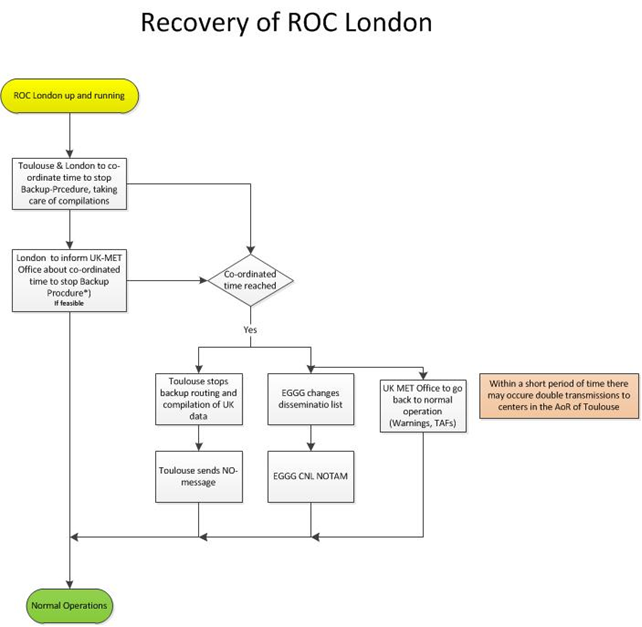 Recovery of ROC London
ROC London up and running
Toulouse & London to co-
ordinate time to stop
Backup-Prcedure, taking
care of compilations
London  to inform UK-MET
Office about co-ordinated
time to stop Backup
Procdure*)
If feasible
Co-ordinated
time reached
Yes
Toulouse stops
backup routing and
compilation of UK
data
EGGG changes
disseminatio list
UK MET Office to go
back to normal
operation
(Warnings, TAFs)
Within a short period of time there
may occure double transmissions to
centers in the AoR of Toulouse
Toulouse sends NO-
message
EGGG CNL NOTAM
Normal Operations